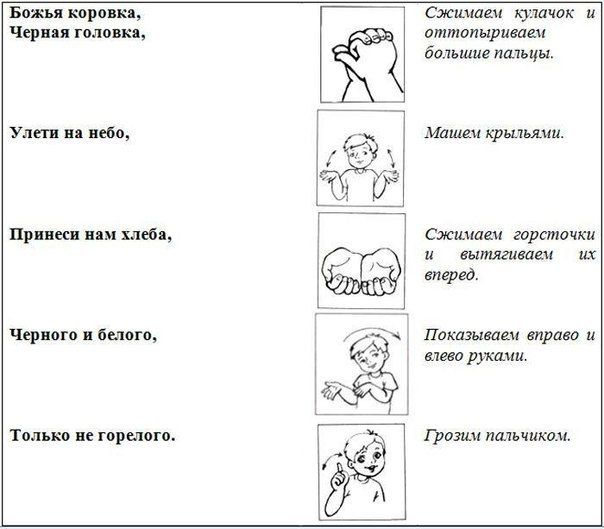 Божья коровка,
Черная головка,
Сжимаем кулачок и
оттопыриваем
большие пальцы.
Улети на небо,
Машем крыльями.
Принеси нам хлеба,
Сжимаем горсточки
и вытягиваем их
вперед.
Черного и белого,
Показываем вправо и
влево руками.
Только не горелого.
Грозим пальчиком.